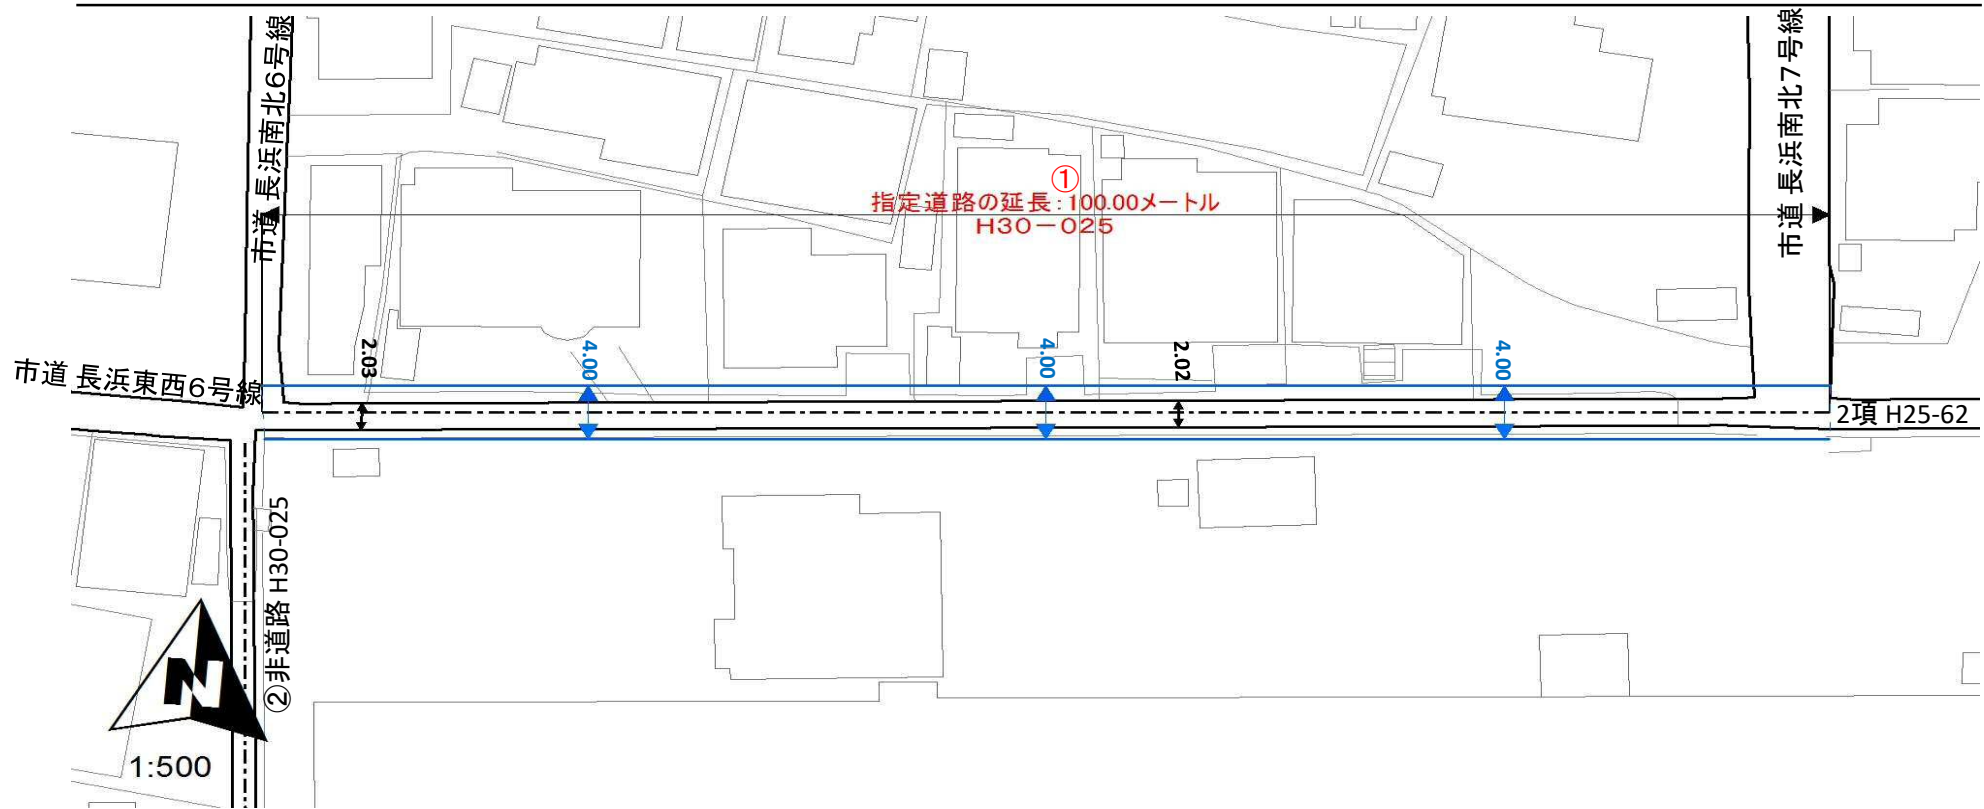 市道 長浜南北6号線
市道 長浜南北7号線
①
指定道路の延長:100.00メートル
H30-025
市道 長浜東西6号線
2.03
4.00
4.00
2.02
4.00
2項 H25-62
②非道路 H30-025
N
1:500